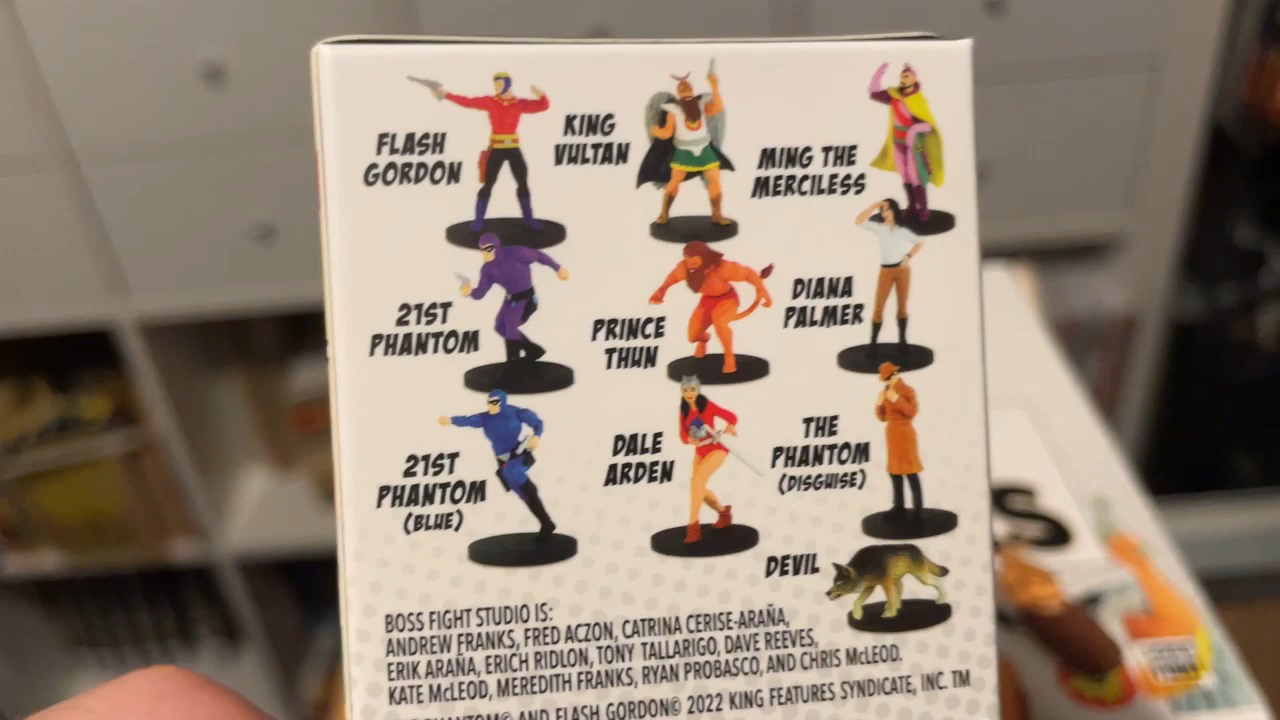 FLASH
GORDON
KING
VULTAN
MING THE
MERCILESS
21ST
PHANTOM
PRINCE
THUN
DIANA
PALMER
21ST
PHANTOM
(BLUE)
DALE
ARDEN
THE
PHANTOM
(DISGUISE)
DEVIL
BOSS FIGHT STUDIO IS:
ANDREW FRANKS, FRED ACZON, CATRINA CERISE-ARAÑA,
ERIK ARAÑA, ERICH RIDLON, TONY TALLARIGO, DAVE REEVES,
KATE McLEOD, MEREDITH FRANKS, RYAN PROBASCO, AND CHRIS McLEOD.
PHANTOM© AND FLASH GORDON© 2022 KING FEATURES SYNDICATE, INC. TM
S